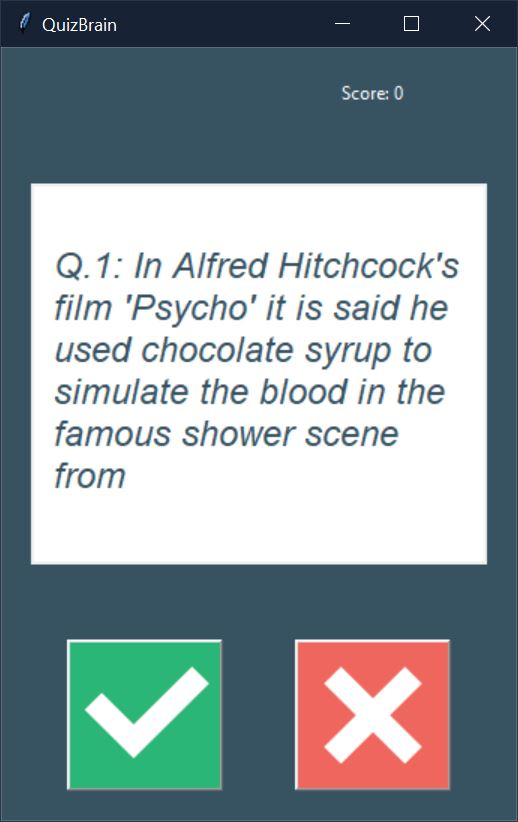 QuizBrain
Score: 0
Q.1: In Alfred Hitchcock's
film 'Psycho' it is said he
used chocolate syrup to
simulate the blood in the
famous shower scene
from